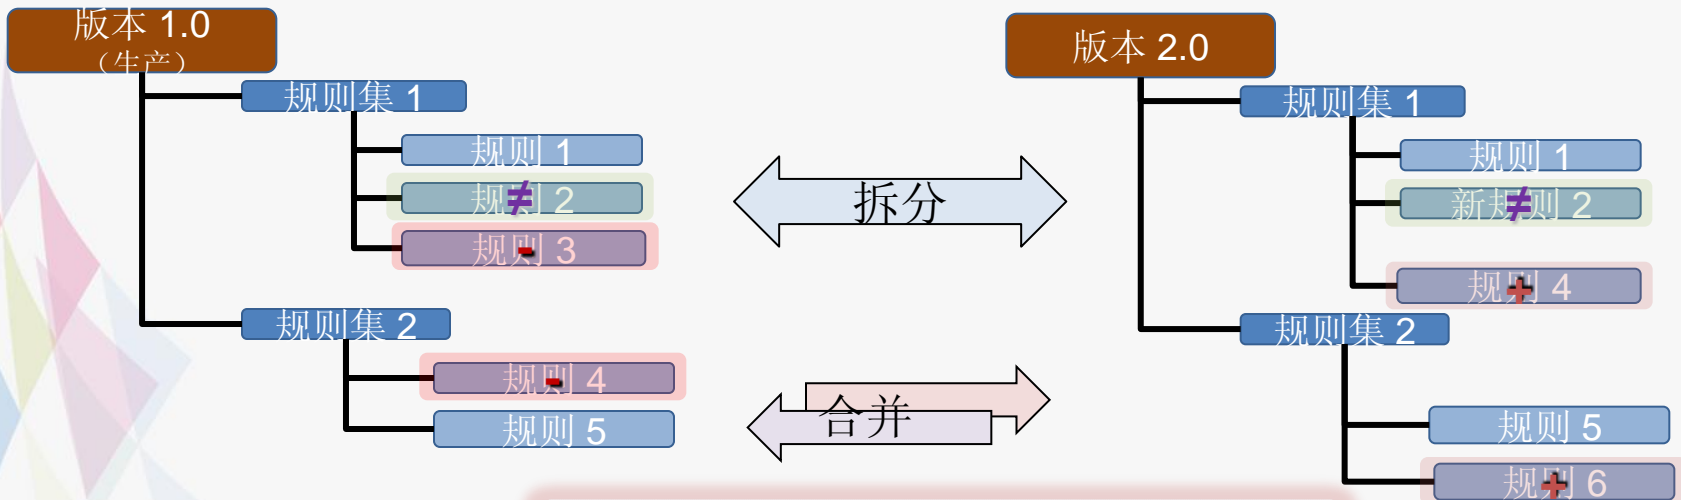 版本 1.0
（生产）
规则集 1
规则 1
规则 2
≠
规则 3
-
规则集 2
规则 4
-
规则 5
拆分
合并
版本 2.0
规则集 1
规则 1
新规则 2
≠
规则 4
+
规则集 2
规则 5
规则 6
+